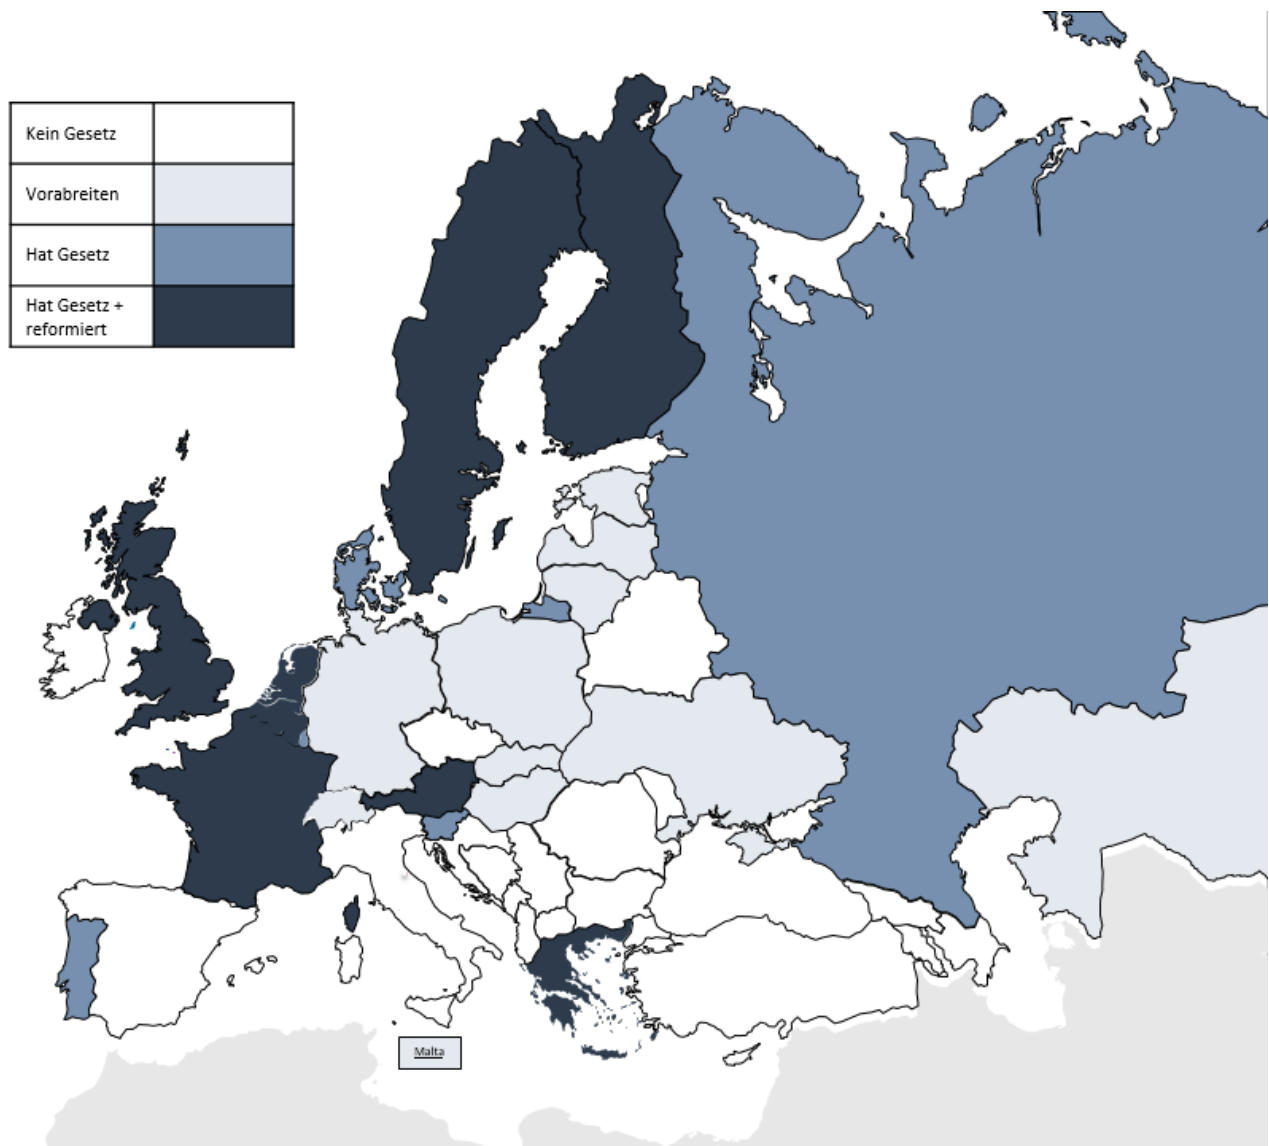 Kein Gesetz
Vorabreiten
Hat Gesetz
Hat Gesetz +
reformiert
Malta